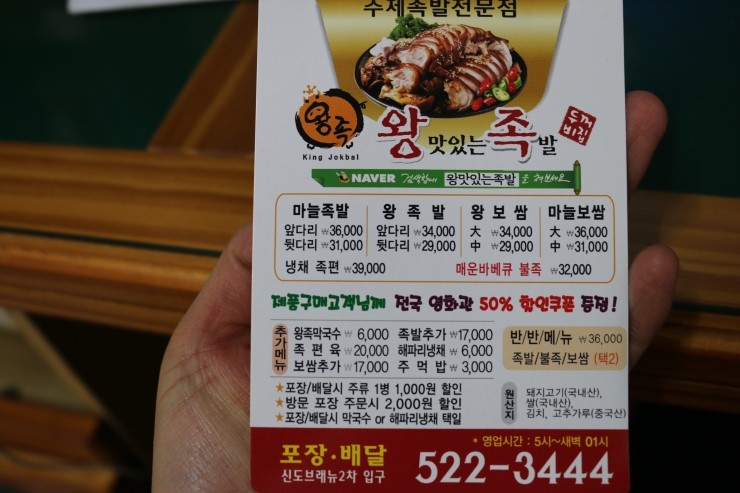 수제족발전문점
왕족
King Jokbal
왕 맛있는 족발
두꺼비집
NAVER 검색창에 왕맛있는족발 을 쳐보세요
마늘족발 왕족발 왕보쌈 마늘보쌈
앞다리 ₩36,000 앞다리 ₩34,000 大 ₩34,000 大 ₩36,000
뒷다리 ₩31,000 뒷다리 ₩29,000 中 ₩29,000 中 ₩31,000
냉채 족편 ₩39,000 매운바베큐 불족 ₩32,000
제품구매고객님께 전국 영화관 50% 할인쿠폰 증정!
추가메뉴
왕족막국수 ₩ 6,000 족발추가 ₩17,000
족 편 육 ₩20,000 해파리냉채 ₩ 6,000
보쌈추가 ₩17,000 주 먹 밥 ₩ 3,000
반/반/메/뉴 ₩36,000
족발/불족/보쌈 (택2)
★포장/배달시 주류 1병 1,000원 할인
★방문 포장 주문시 2,000원 할인
★포장/배달시 막국수 or 해파리냉채 택일
원산지
돼지고기(국내산),
쌀(국내산),
김치, 고추가루(중국산)
포장·배달
신도브래뉴2차 입구
* 영업시간 : 5시~새벽 01시
522-3444